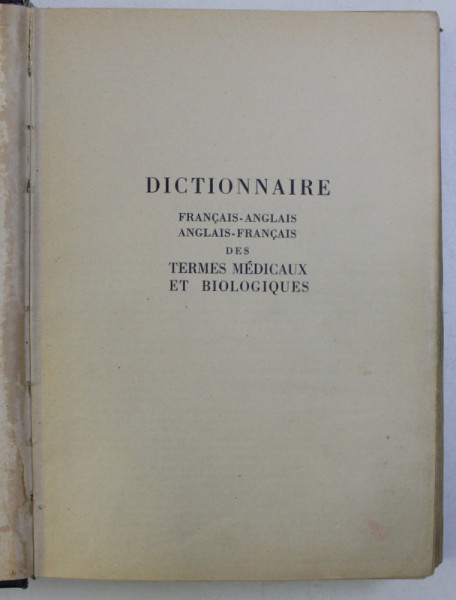 DICTIONNAIRE
FRANÇAIS-ANGLAIS
ANGLAIS-FRANÇAIS
DES
TERMES MÉDICAUX
ET BIOLOGIQUES